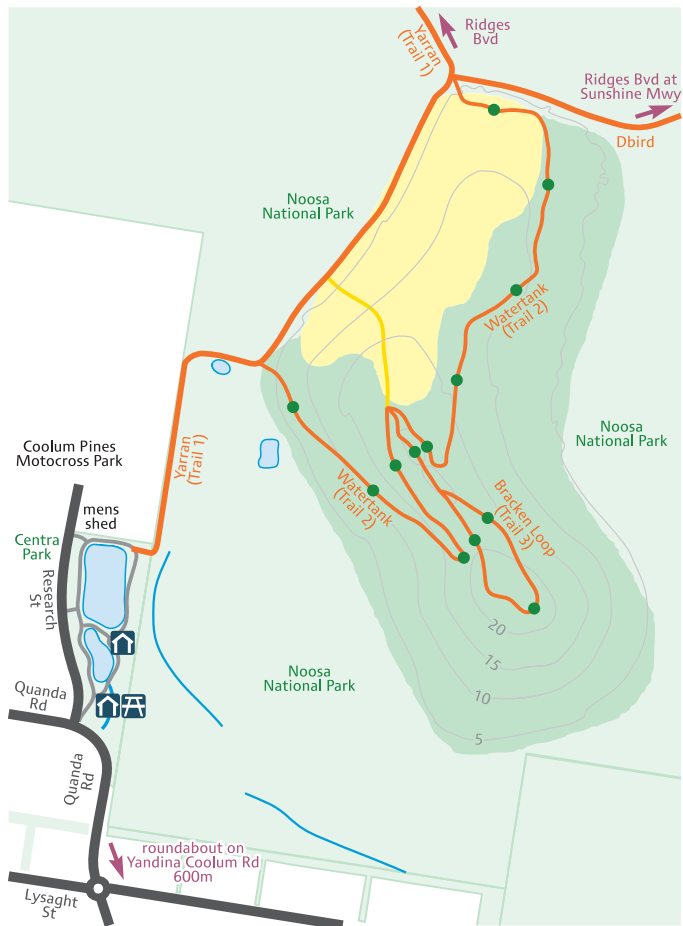 Ridges
Bvd
Yarran
(Trail 1)
Ridges Bvd at
Sunshine Mwy
Dbird
Noosa
National Park
Watertank
(Trail 2)
Noosa
National Park
Coolum Pines
Motocross Park
Yarran
(Trail 1)
Watertank
(Trail 2)
Bracken Loop
(Trail 3)
mens
shed
Centra
Park
Research
St
20
15
10
5
Noosa
National Park
Quanda
Rd
Quanda
Rd
roundabout on
Yandina Coolum Rd
600m
Lysaght
St